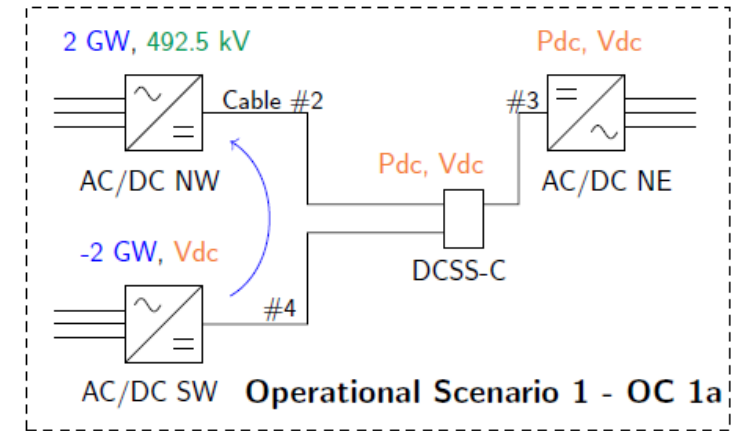 2 GW, 492.5 kV
Pdc, Vdc
Cable #2
#3
AC/DC NW
AC/DC NE
Pdc, Vdc
-2 GW, Vdc
DCSS-C
#4
AC/DC SW
Operational Scenario 1 - OC 1a